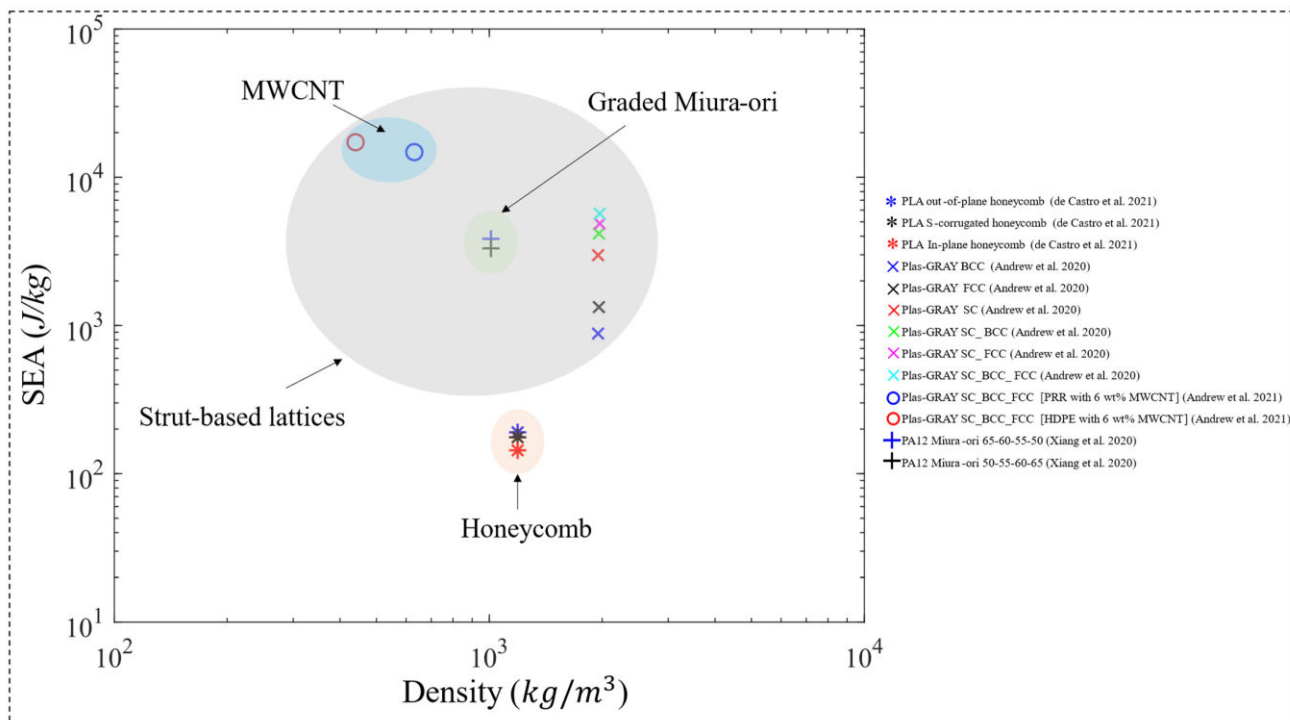 10^5
10^4
10^3
10^2
10^1
SEA (J/kg)
MWCNT
Graded Miura-ori
Strut-based lattices
Honeycomb
10^2
10^3
10^4
Density (kg/m^3)
PLA out-of-plane honeycomb (de Castro et al. 2021)
PLA S-corrugated honeycomb (de Castro et al. 2021)
PLA In-plane honeycomb (de Castro et al. 2021)
Plas-GRAY BCC (Andrew et al. 2020)
Plas-GRAY FCC (Andrew et al. 2020)
Plas-GRAY SC (Andrew et al. 2020)
Plas-GRAY SC_BCC (Andrew et al. 2020)
Plas-GRAY SC_FCC (Andrew et al. 2020)
Plas-GRAY SC_BCC_FCC (Andrew et al. 2020)
Plas-GRAY SC_BCC_FCC [PRR with 6 wt% MWCNT] (Andrew et al. 2021)
Plas-GRAY SC_BCC_FCC [HDPE with 6 wt% MWCNT] (Andrew et al. 2021)
PA12 Miura-ori 65-60-55-50 (Xiang et al. 2020)
PA12 Miura-ori 50-55-60-65 (Xiang et al. 2020)